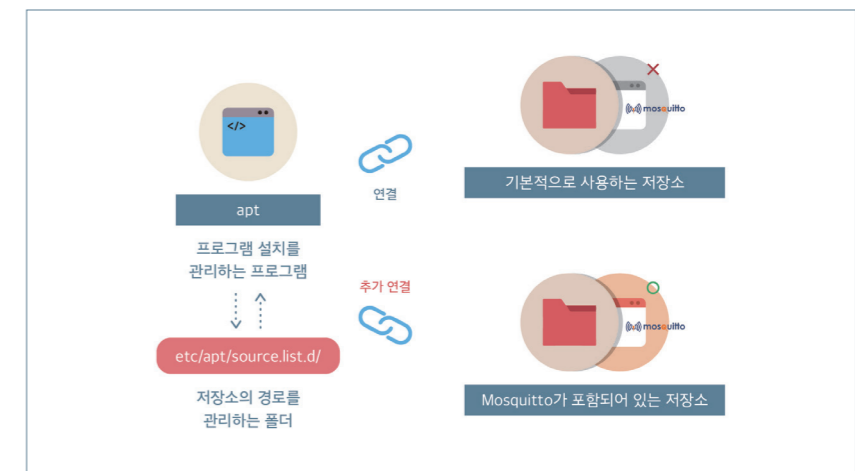 </>
apt
프로그램 설치를
관리하는 프로그램
etc/apt/source.list.d/
저장소의 경로를
관리하는 폴더
연결
추가 연결
mosquitto
기본적으로 사용하는 저장소
mosquitto
Mosquitto가 포함되어 있는 저장소